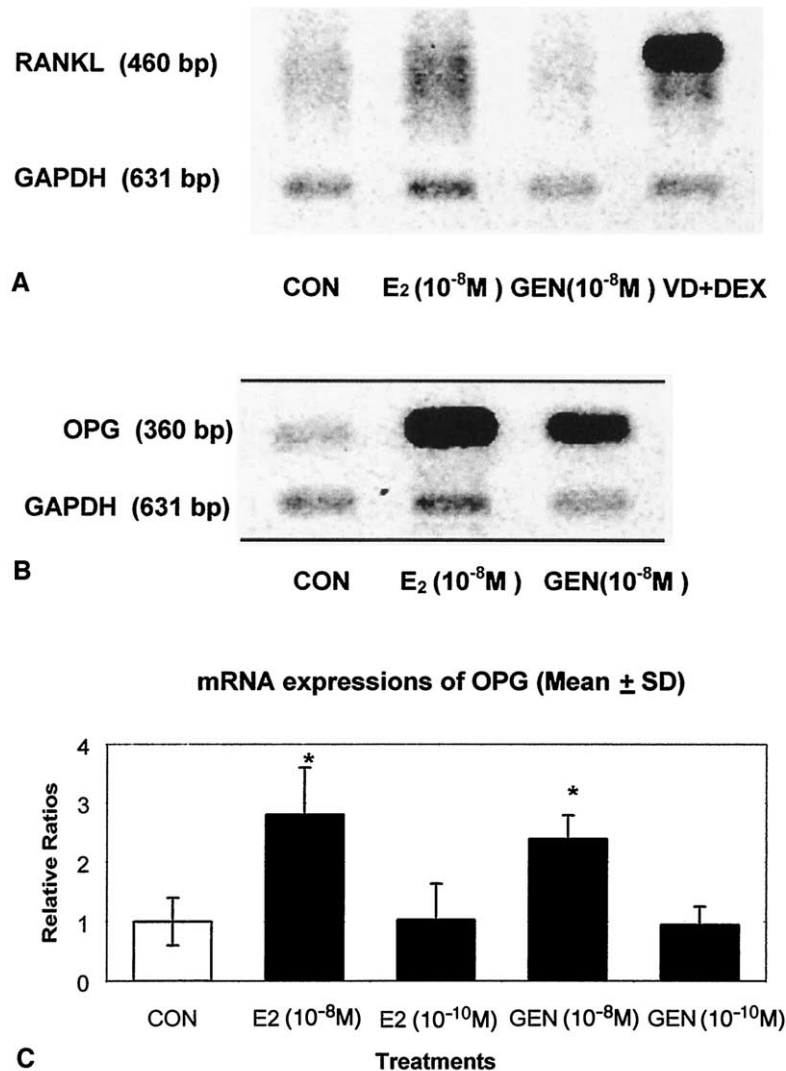 RANKL (460 bp)
GAPDH (631 bp)
A
CON E₂ (10⁻⁸M ) GEN(10⁻⁸M ) VD+DEX
OPG (360 bp)
GAPDH (631 bp)
B
CON E₂ (10⁻⁸M ) GEN(10⁻⁸M )
mRNA expressions of OPG (Mean ± SD)
Relative Ratios
4
3
2
1
0
* *
CON E2 (10⁻⁸M) E2 (10⁻¹⁰M) GEN (10⁻⁸M) GEN (10⁻¹⁰M)
C
Treatments